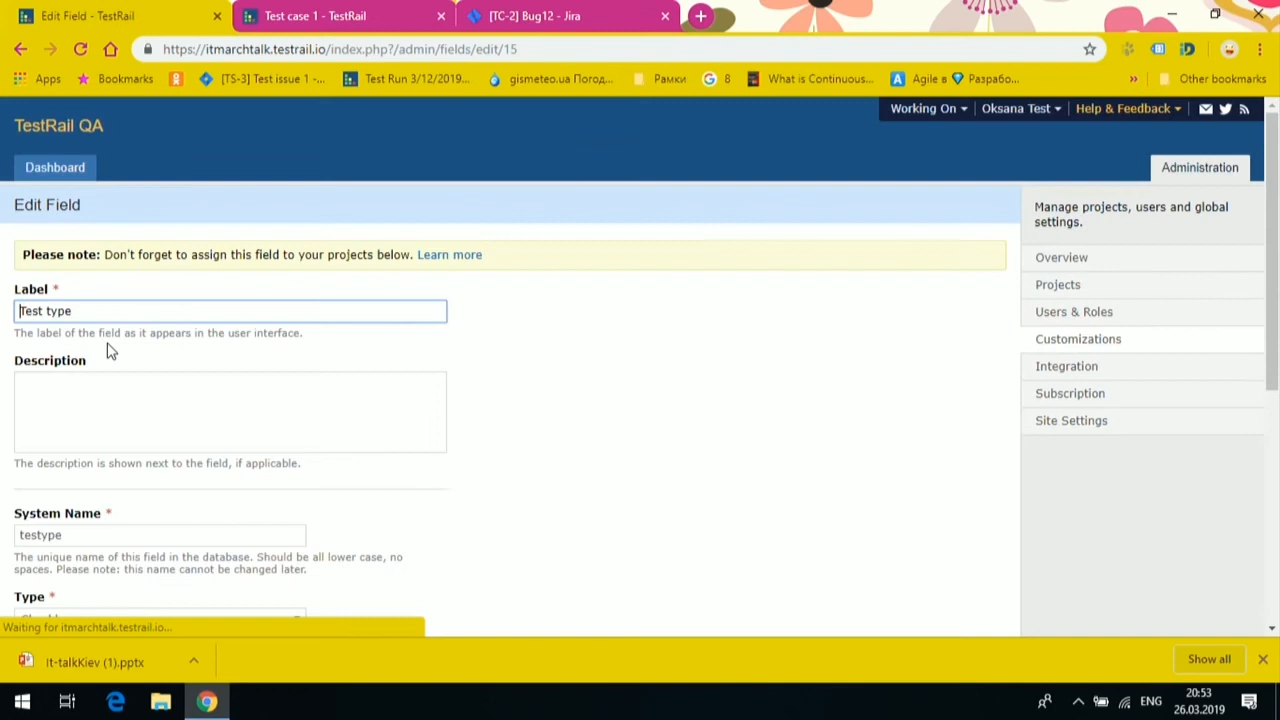 Edit Field - TestRail
Test case 1 - TestRail
[TC-2] Bug12 - Jira
https://itmarchtalk.testrail.io/index.php?/admin/fields/edit/15
Apps
Bookmarks
[TS-3] Test issue 1 -...
Test Run 3/12/2019...
gismeteo.ua Погод...
Рамки
8
What is Continuous...
Agile в
Разрабо...
»
Other bookmarks
Working On
Oksana Test
Help & Feedback
TestRail QA
Dashboard
Administration
Edit Field
Please note: Don't forget to assign this field to your projects below. Learn more
Label *
Test type
The label of the field as it appears in the user interface.
Description
The description is shown next to the field, if applicable.
System Name *
testype
The unique name of this field in the database. Should be all lower case, no
spaces. Please note: this name cannot be changed later.
Type *
Manage projects, users and global
settings.
Overview
Projects
Users & Roles
Customizations
Integration
Subscription
Site Settings
Waiting for itmarchtalk.testrail.io...
It-talkKiev (1).pptx
Show all
ENG
20:53
26.03.2019